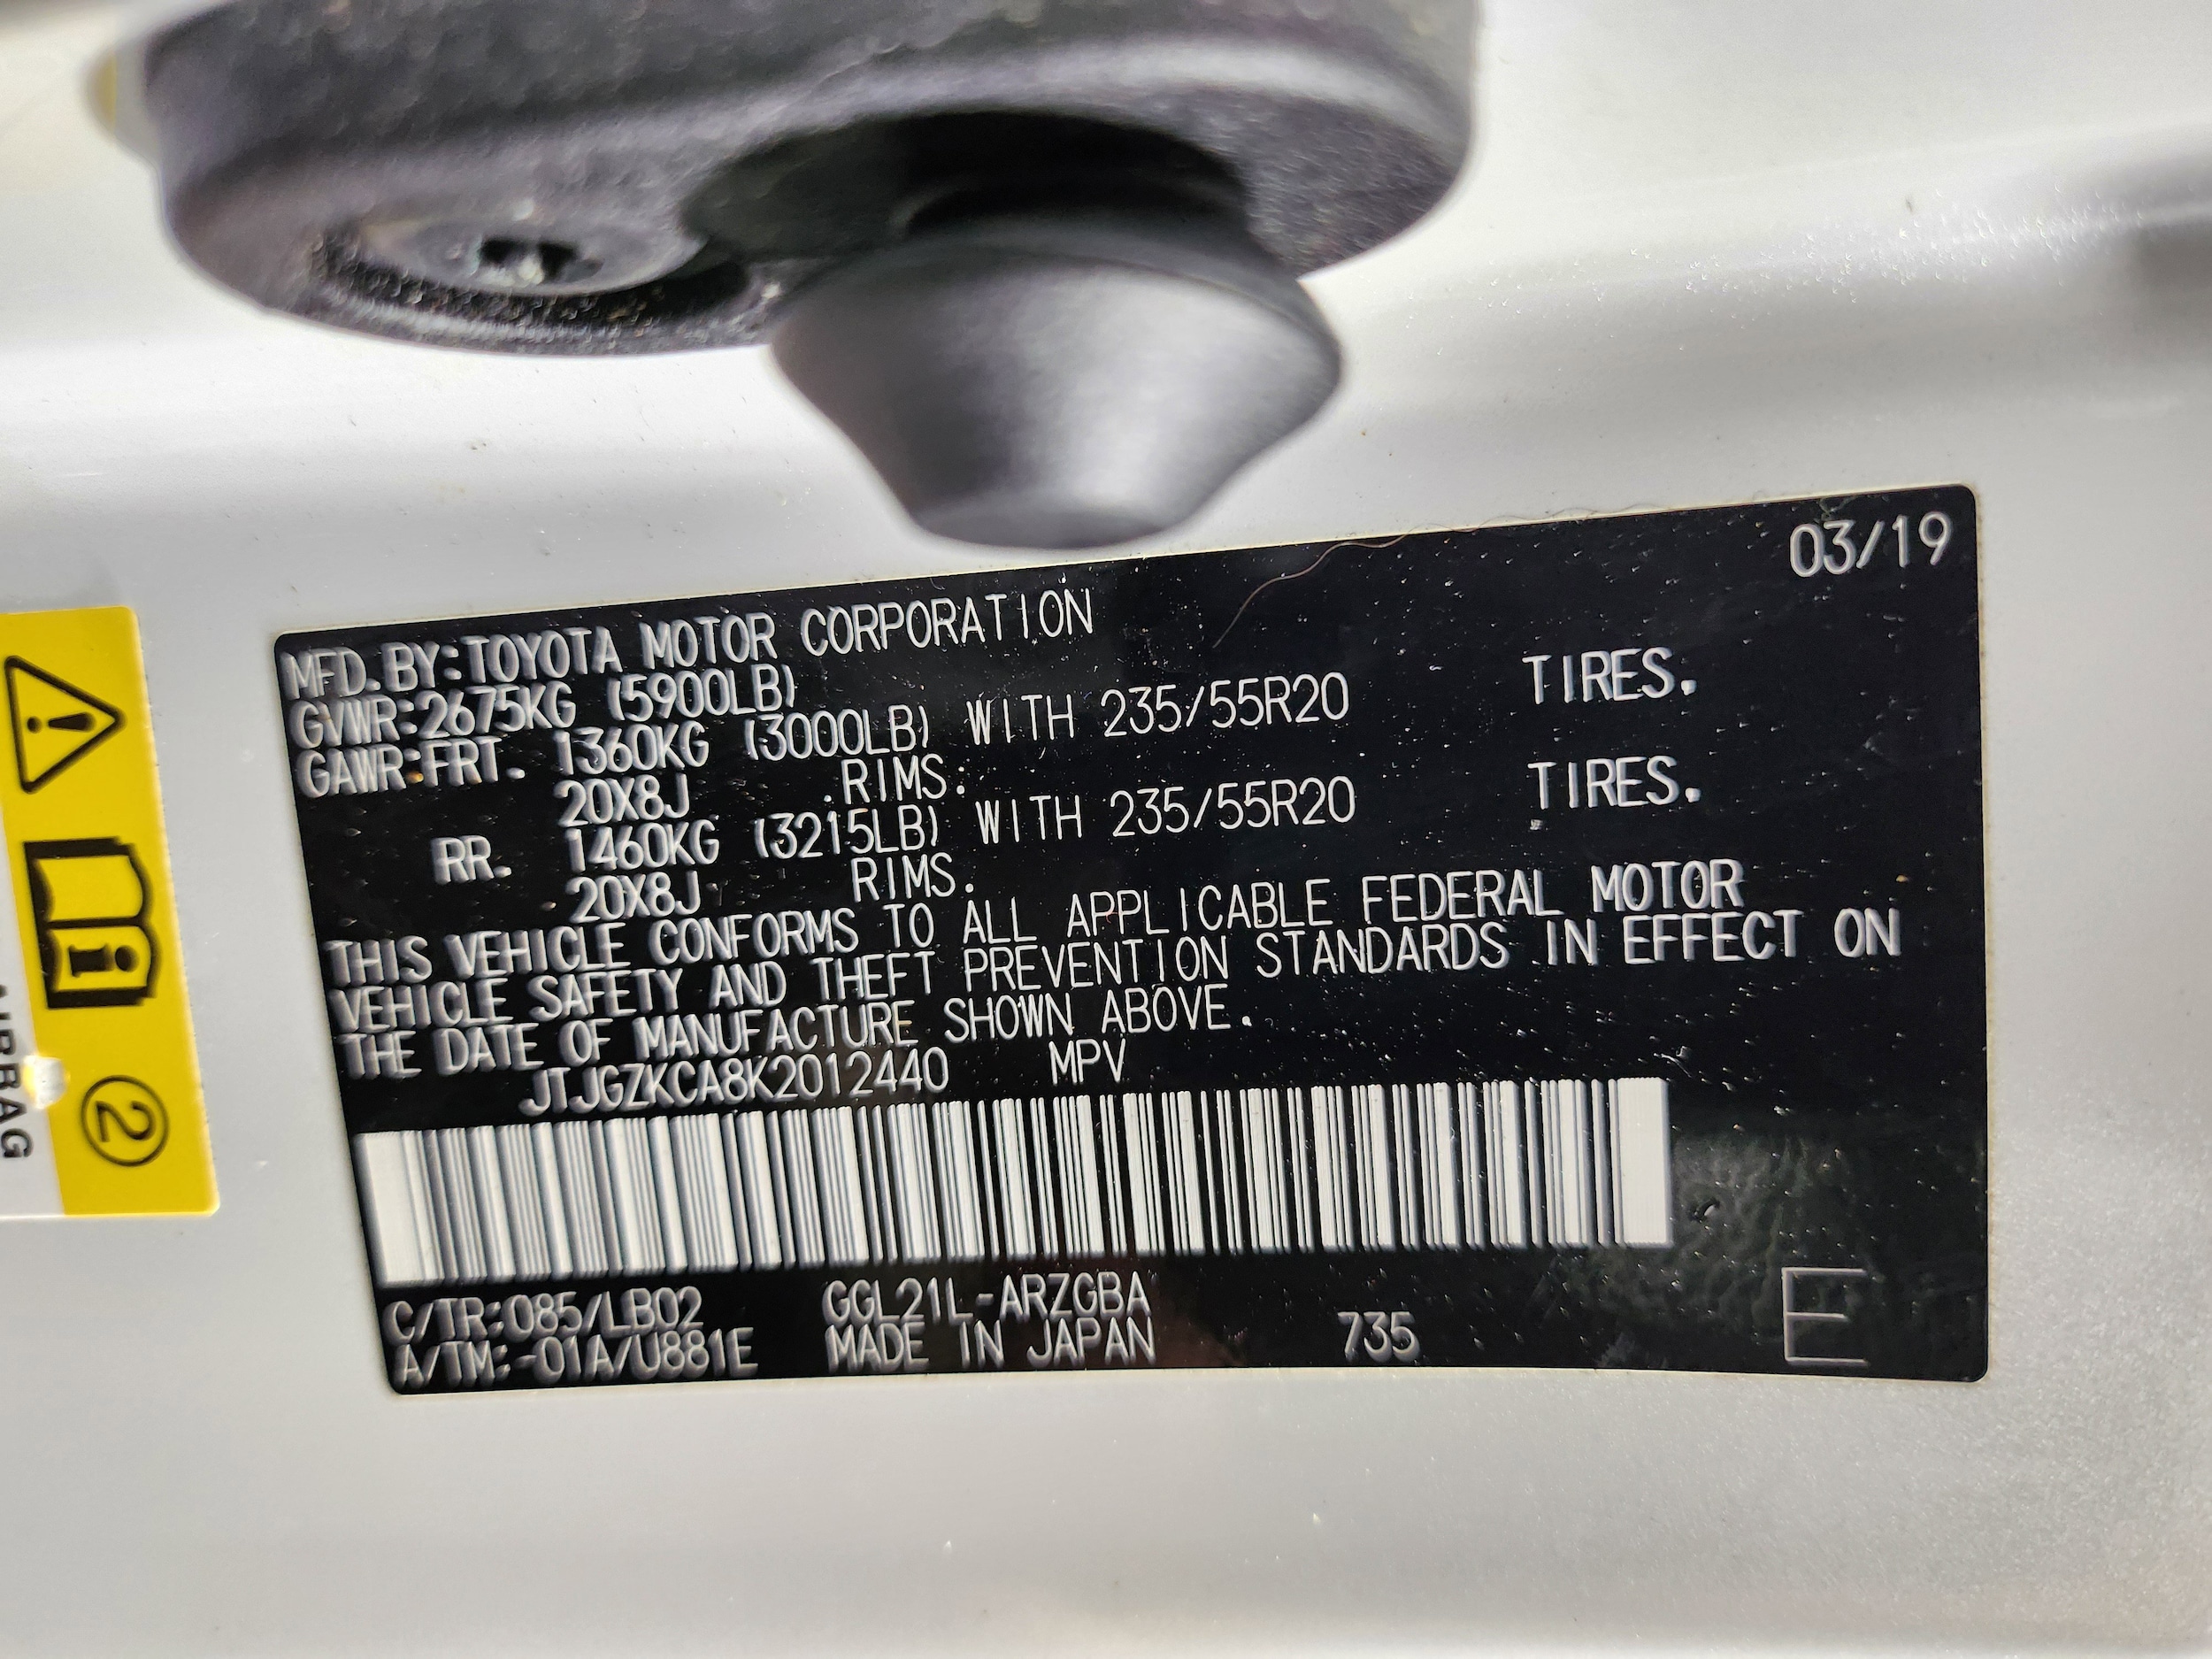 03/19
MFD.BY:TOYOTA MOTOR CORPORATION
GVWR:2675KG (5900LB)
GAWR:FRT. 1360KG (3000LB) WITH 235/55R20 TIRES.
20X8J RIMS.
RR. 1460KG (3215LB) WITH 235/55R20 TIRES.
20X8J RIMS.
THIS VEHICLE CONFORMS TO ALL APPLICABLE FEDERAL MOTOR
VEHICLE SAFETY AND THEFT PREVENTION STANDARDS IN EFFECT ON
THE DATE OF MANUFACTURE SHOWN ABOVE.
JTJGZKCA8K2012440 MPV
C/TR:085/LB02 GGL21L-ARZGBA
A/TM:-01A/U881E MADE IN JAPAN 735 E
AIRBAG
2